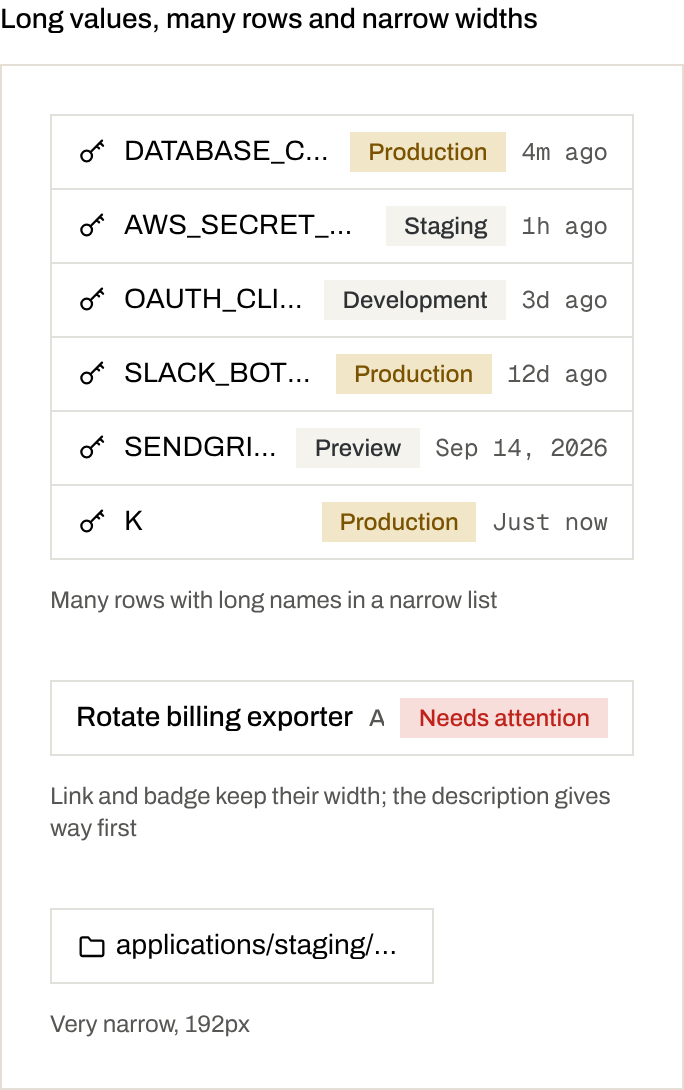 Long values, many rows and narrow widths
DATABASE_C... Production 4m ago
AWS_SECRET_... Staging 1h ago
OAUTH_CLI... Development 3d ago
SLACK_BOT... Production 12d ago
SENDGRI... Preview Sep 14, 2026
K Production Just now
Many rows with long names in a narrow list
Rotate billing exporter A Needs attention
Link and badge keep their width; the description gives
way first
applications/staging/...
Very narrow, 192px